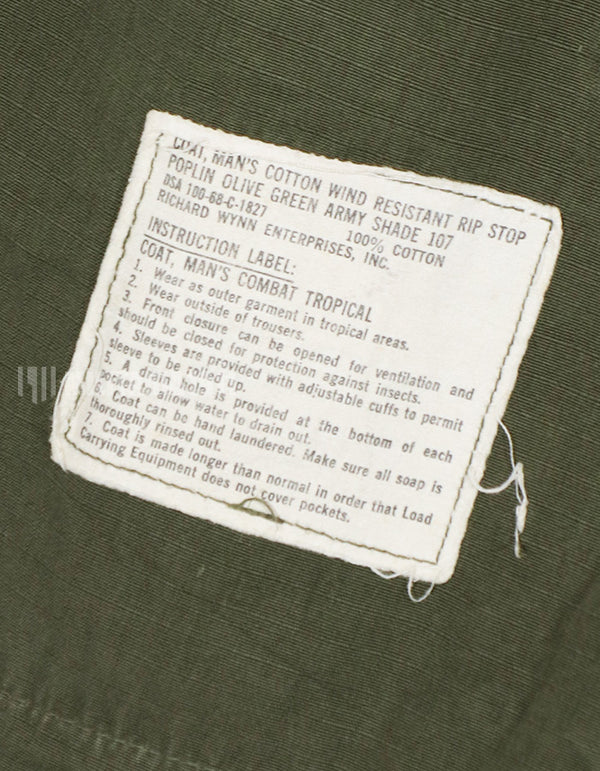 COAT, MAN'S COTTON WIND RESISTANT RIP STOP
POPLIN OLIVE GREEN ARMY SHADE 107
DSA 100-68-C-1827 100% COTTON
RICHARD WYNN ENTERPRISES, INC.
INSTRUCTION LABEL:
COAT, MAN'S COMBAT TROPICAL
1. Wear as outer garment in tropical areas.
2. Wear outside of trousers.
3. Front closure can be opened for ventilation and
should be closed for protection against insects.
4. Sleeves are provided with adjustable cuffs to permit
sleeve to be rolled up.
5. A drain hole is provided at the bottom of each
pocket to allow water to drain out.
6. Coat can be hand laundered. Make sure all soap is
thoroughly rinsed out.
7. Coat is made longer than normal in order that Load
Carrying Equipment does not cover pockets.